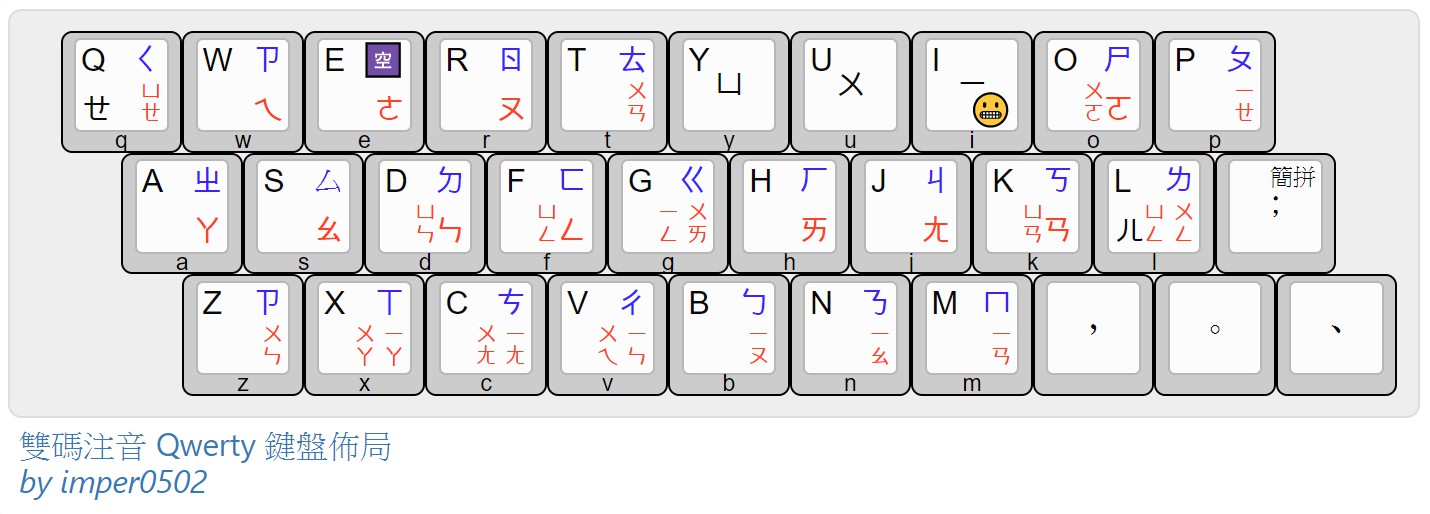 Q ㄑ W ㄗ E 空 R ㄖ T ㄊ Y U I O ㄕ P ㄆ
ㄝ ㄩㄝ ㄟ ㄜ ㄡ ㄨㄢ ㄩ ㄨ ㄧ ㄨㄛ ㄛ ㄧㄝ
q w e r t y u i o p
A ㄓ S ㄙ D ㄉ F ㄈ G ㄍ H ㄏ J ㄐ K ㄎ L ㄌ 簡拼
ㄚ ㄠ ㄩㄣ ㄣ ㄩㄥ ㄥ ㄧㄥ ㄨㄞ ㄞ ㄤ ㄩㄢ ㄢ ㄦ ㄩㄥ ㄨㄥ ；
a s d f g h j k l
Z ㄗ X ㄒ C ㄘ V ㄔ B ㄅ N ㄋ M ㄇ
ㄨㄣ ㄨㄚ ㄧㄚ ㄨㄤ ㄧㄤ ㄨㄟ ㄧㄣ ㄧㄡ ㄧㄠ ㄧㄢ ， 。 、
z x c v b n m
雙碼注音 Qwerty 鍵盤佈局
by imper0502